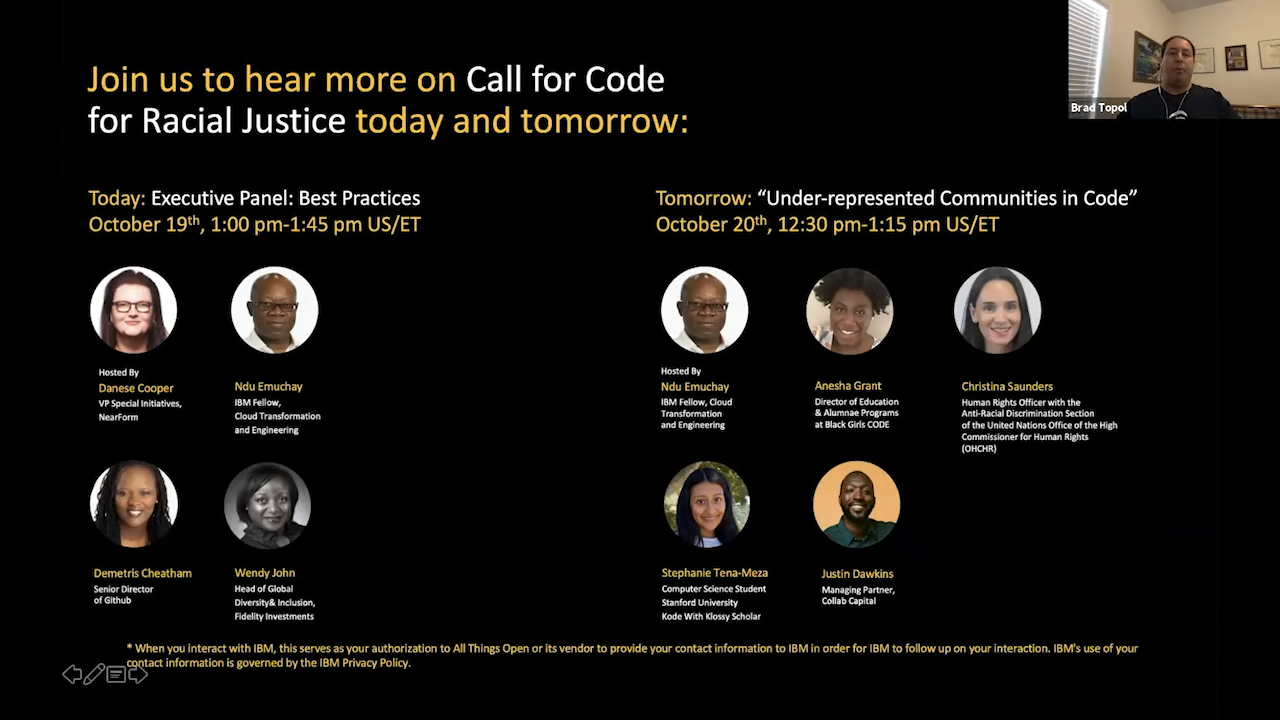 Join us to hear more on Call for Code
for Racial Justice today and tomorrow:
Brad Topol
Today: Executive Panel: Best Practices
October 19th, 1:00 pm-1:45 pm US/ET
Hosted By
Danese Cooper
VP Special Initiatives,
NearForm
Ndu Emuchay
IBM Fellow,
Cloud Transformation
and Engineering
Demetris Cheatham
Senior Director
of Github
Wendy John
Head of Global
Diversity& Inclusion,
Fidelity Investments
Tomorrow: “Under-represented Communities in Code”
October 20th, 12:30 pm-1:15 pm US/ET
Hosted By
Ndu Emuchay
IBM Fellow, Cloud
Transformation
and Engineering
Anesha Grant
Director of Education
& Alumnae Programs
at Black Girls CODE
Christina Saunders
Human Rights Officer with the
Anti-Racial Discrimination Section
of the United Nations Office of the High
Commissioner for Human Rights
(OHCHR)
Stephanie Tena-Meza
Computer Science Student
Stanford University
Kode With Klossy Scholar
Justin Dawkins
Managing Partner,
Collab Capital
* When you interact with IBM, this serves as your authorization to All Things Open or its vendor to provide your contact information to IBM in order for IBM to follow up on your interaction. IBM's use of your
contact information is governed by the IBM Privacy Policy.